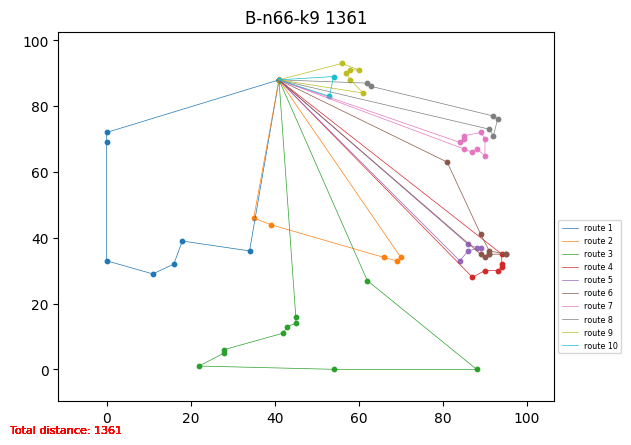 B-n66-k9 1361
100
80
60
40
20
0
0 20 40 60 80 100
route 1
route 2
route 3
route 4
route 5
route 6
route 7
route 8
route 9
route 10
Total distance: 1361